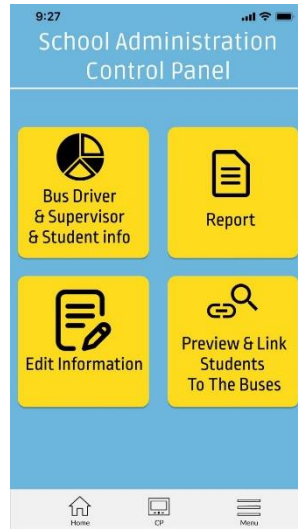 9:27
School Administration
Control Panel
Bus Driver
& Supervisor
& Student info
Report
Edit Information
Preview & Link
Students
To The Buses
Home
CP
Menu